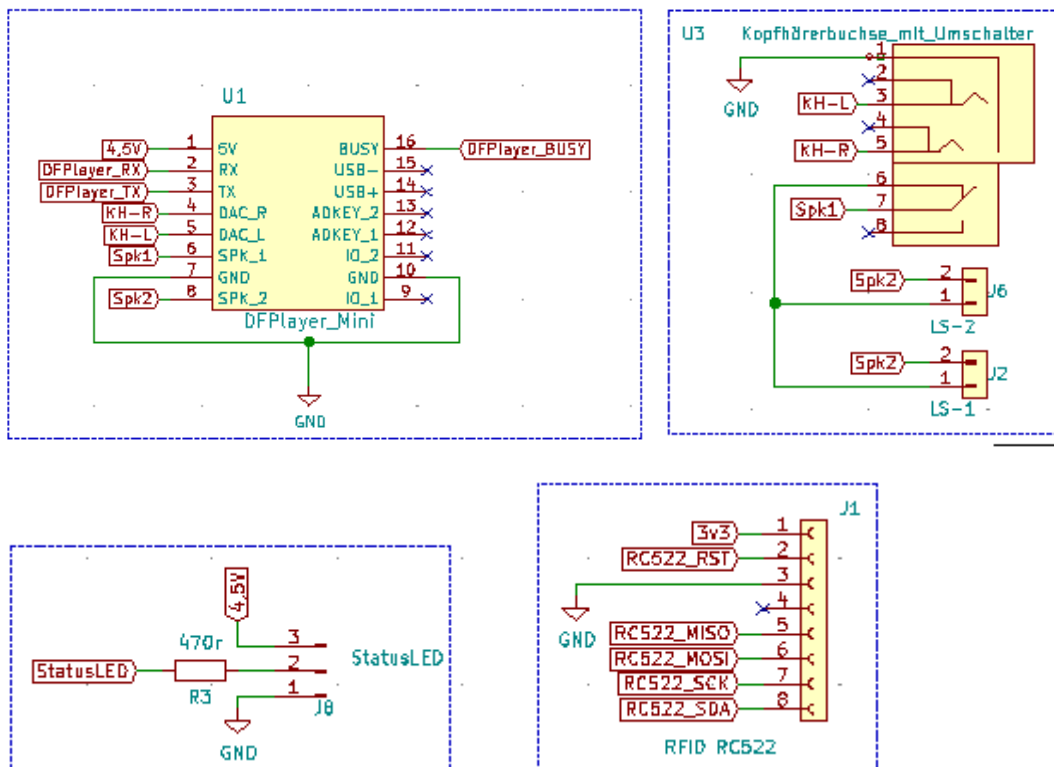 U1
4,5V 1 5V BUSY 16 DFPlayer_BUSY
DFPlayer_RX 2 RX USB- 15
DFPlayer_TX 3 TX USB+ 14
KH-R 4 DAC_R ADKEY_2 13
KH-L 5 DAC_L ADKEY_1 12
Spk1 6 SPK_1 IO_2 11
7 GND GND 10
Spk2 8 SPK_2 IO_1 9
DFPlayer_Mini
GND
U3 Kopfhörerbuchse_mit_Umschalter
1
GND
2
KH-L 3
4
KH-R 5
6
Spk1 7
8
Spk2 2
J6
1
LS-2
Spk2 2
J2
1
LS-1
4,5V
470r
3
StatusLED
StatusLED
2
R3
1
J8
GND
J1
3v3 1
RC522_RST 2
3
GND
4
RC522_MISO 5
RC522_MOSI 6
RC522_SCK 7
RC522_SDA 8
RFID RC522